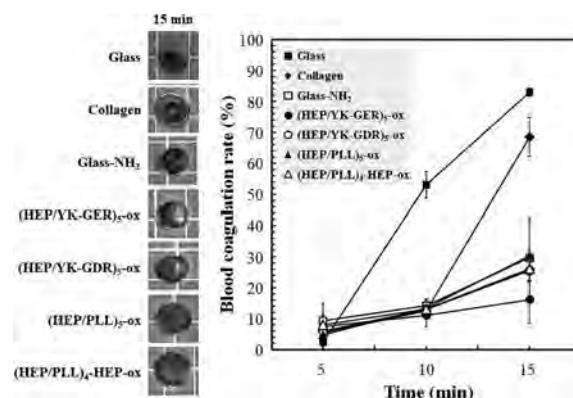 15 min
Glass
Collagen
Glass-NH₂
(HEP/YK-GER)₅-ox
(HEP/YK-GDR)₅-ox
(HEP/PLL)₅-ox
(HEP/PLL)₄-HEP-ox
Blood coagulation rate (%)
100
90
80
70
60
50
40
30
20
10
0
Glass
Collagen
Glass-NH₂
(HEP/YK-GER)₅-ox
(HEP/YK-GDR)₅-ox
(HEP/PLL)₅-ox
(HEP/PLL)₄-HEP-ox
5
10
15
Time (min)